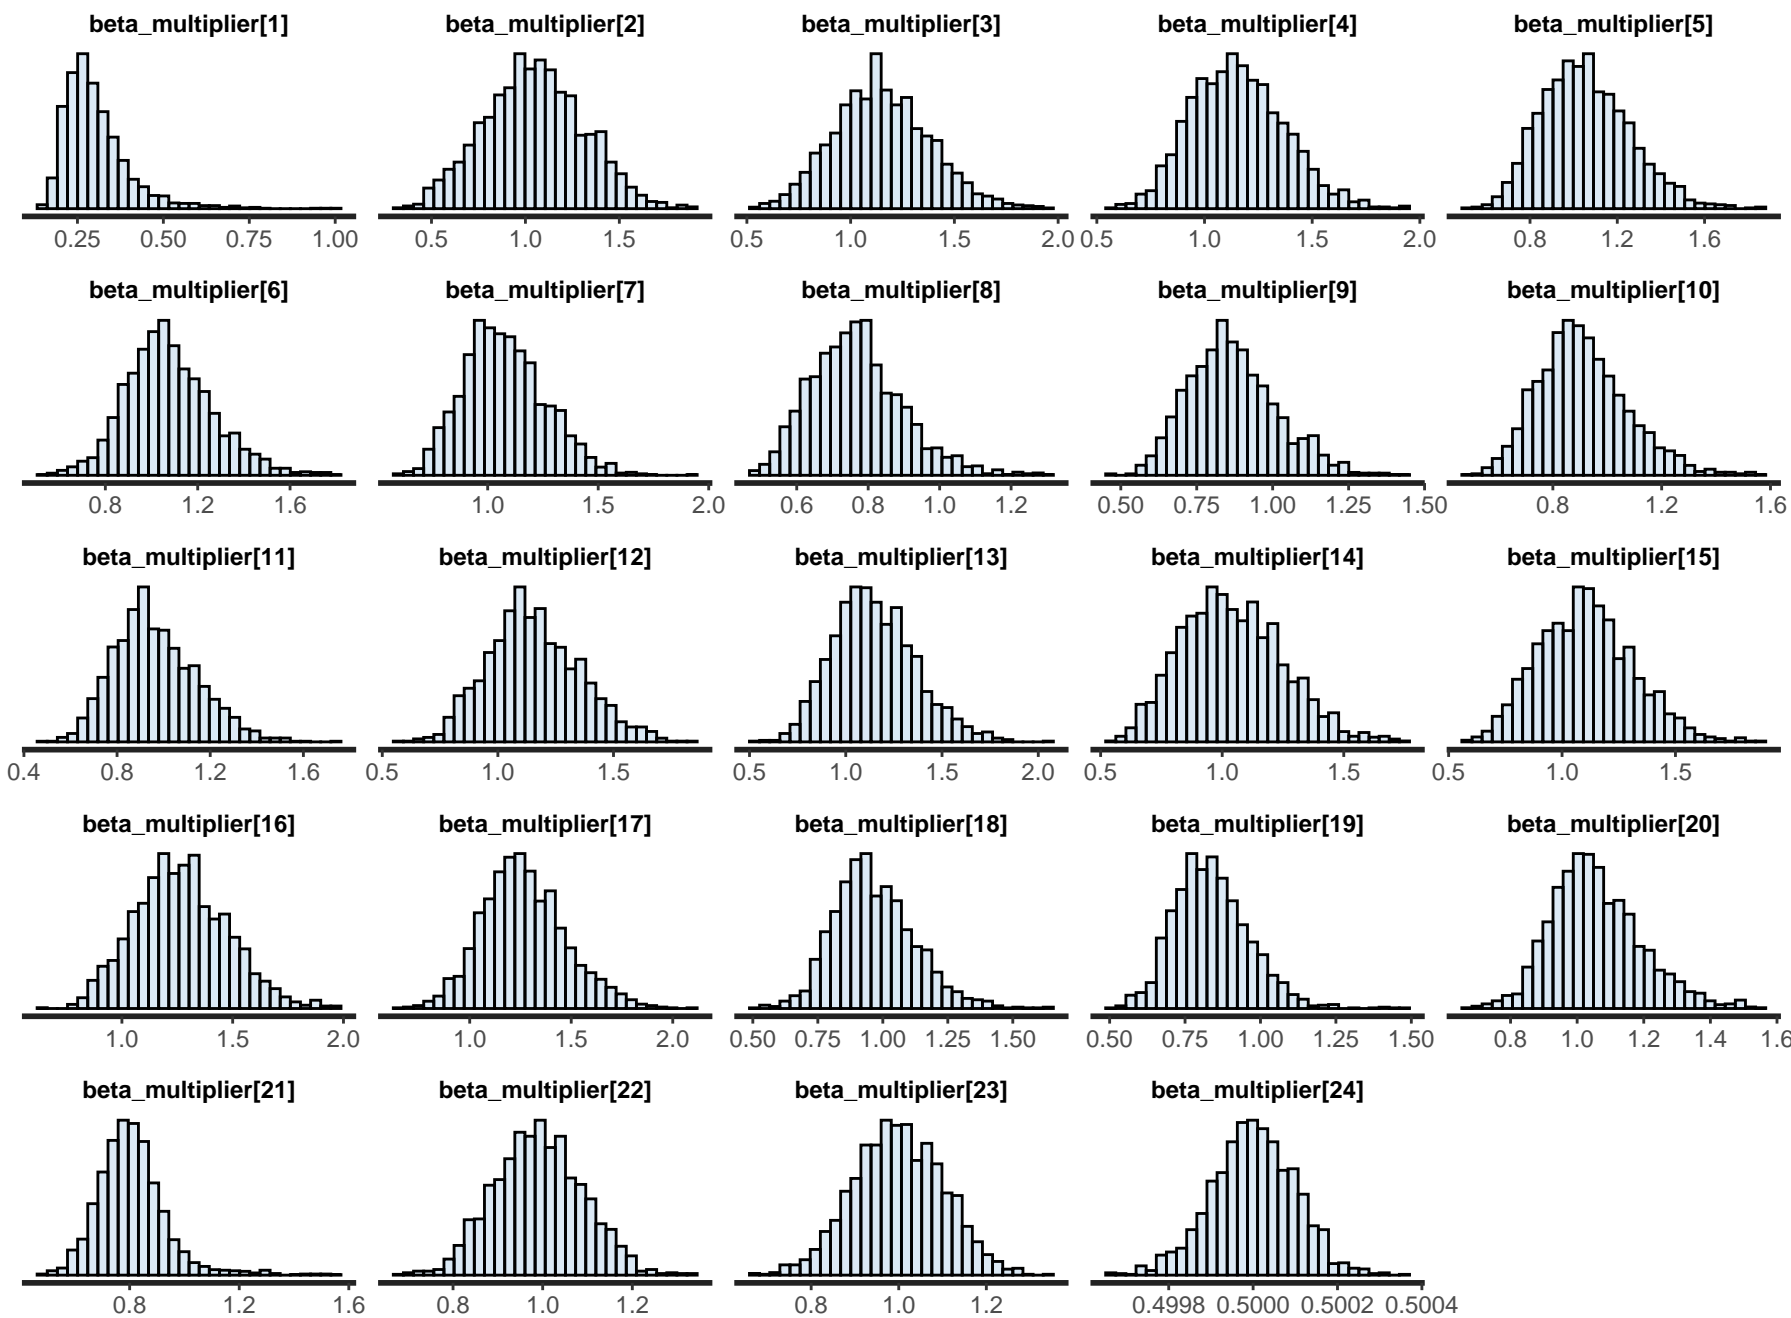 beta_multiplier[1] beta_multiplier[2] beta_multiplier[3] beta_multiplier[4] beta_multiplier[5]
0.25 0.50 0.75 1.00 0.5 1.0 1.5 0.5 1.0 1.5 2.0 0.5 1.0 1.5 2.0 0.8 1.2 1.6
beta_multiplier[6] beta_multiplier[7] beta_multiplier[8] beta_multiplier[9] beta_multiplier[10]
0.8 1.2 1.6 1.0 1.5 2.0 0.6 0.8 1.0 1.2 0.50 0.75 1.00 1.25 1.50 0.8 1.2 1.6
beta_multiplier[11] beta_multiplier[12] beta_multiplier[13] beta_multiplier[14] beta_multiplier[15]
0.4 0.8 1.2 1.6 0.5 1.0 1.5 0.5 1.0 1.5 2.0 0.5 1.0 1.5 0.5 1.0 1.5
beta_multiplier[16] beta_multiplier[17] beta_multiplier[18] beta_multiplier[19] beta_multiplier[20]
1.0 1.5 2.0 1.0 1.5 2.0 0.50 0.75 1.00 1.25 1.50 0.50 0.75 1.00 1.25 1.50 0.8 1.0 1.2 1.4 1.6
beta_multiplier[21] beta_multiplier[22] beta_multiplier[23] beta_multiplier[24]
0.8 1.2 1.6 0.8 1.0 1.2 0.8 1.0 1.2 0.4998 0.5000 0.5002 0.5004